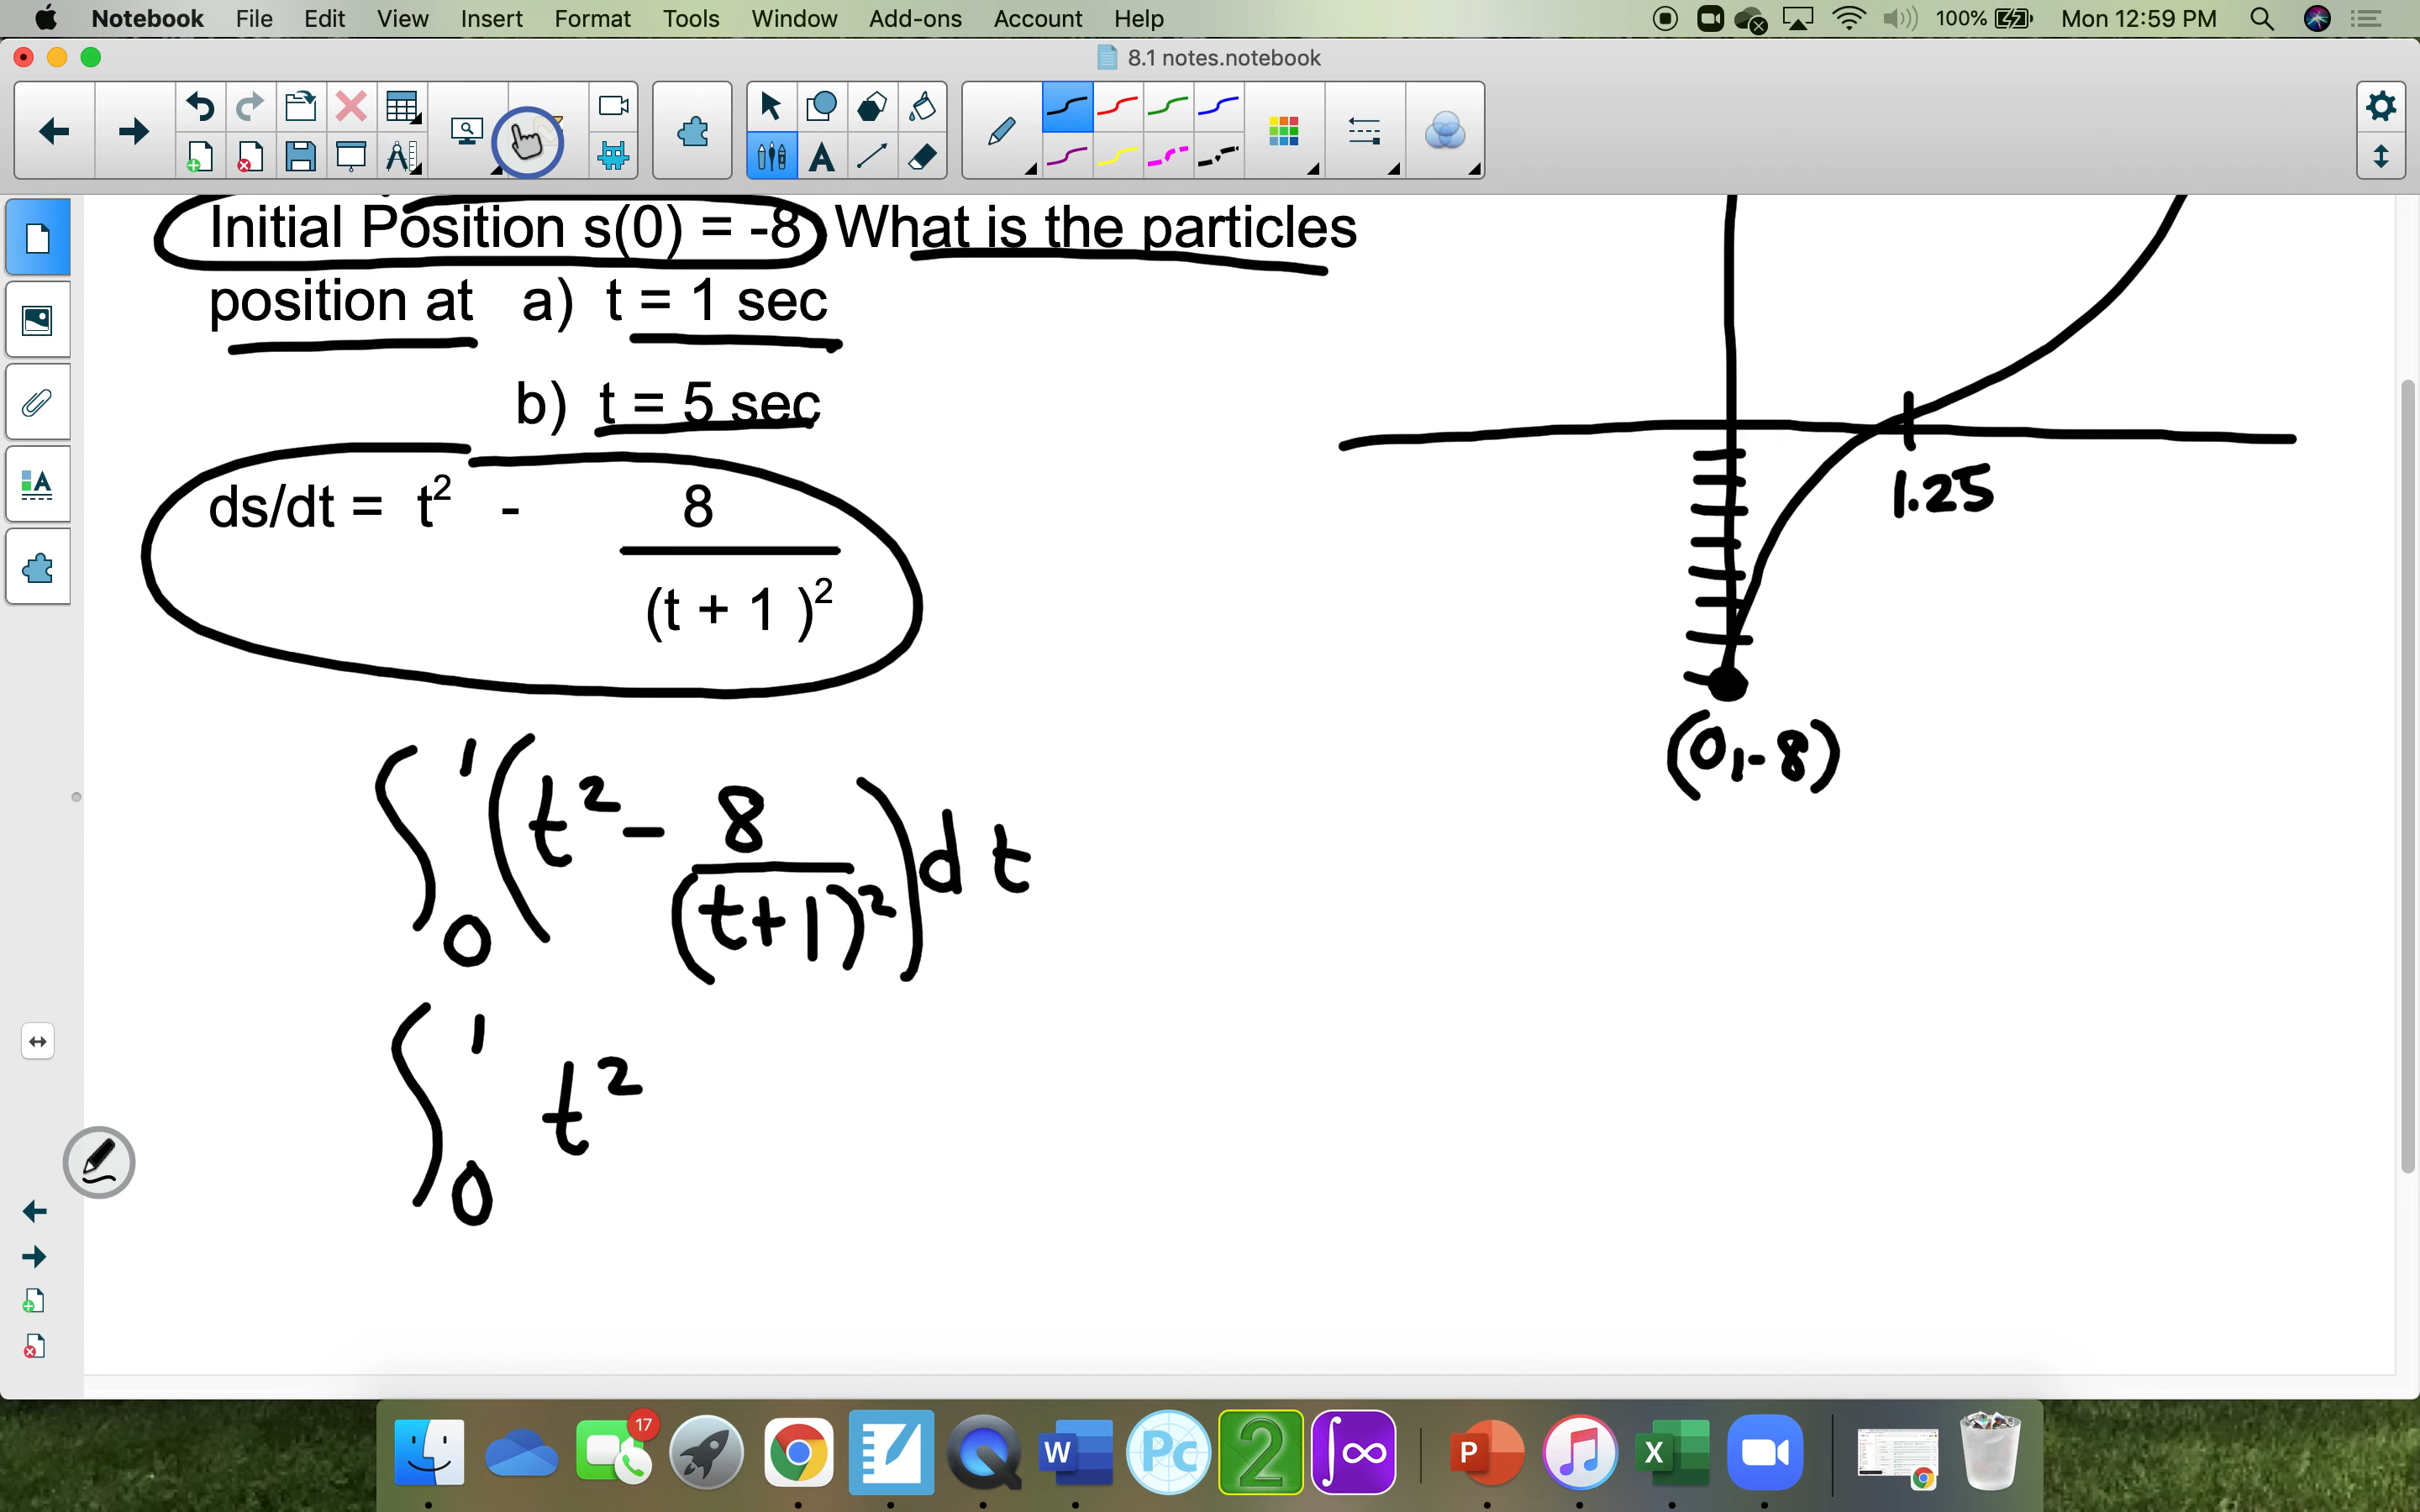 Notebook File Edit View Insert Format Tools Window Add-ons Account Help 100% Mon 12:59 PM
8.1 notes.notebook
Initial Position s(0) = -8 What is the particles
position at a) t = 1 sec
b) t = 5 sec
ds/dt = t² - 8
(t + 1 )²
1.25
(0,-8)
∫₀¹ (t² - 8/(t+1)²) dt
∫₀¹ t²
A
A
17
W
Pc
2
∫∞
P
X